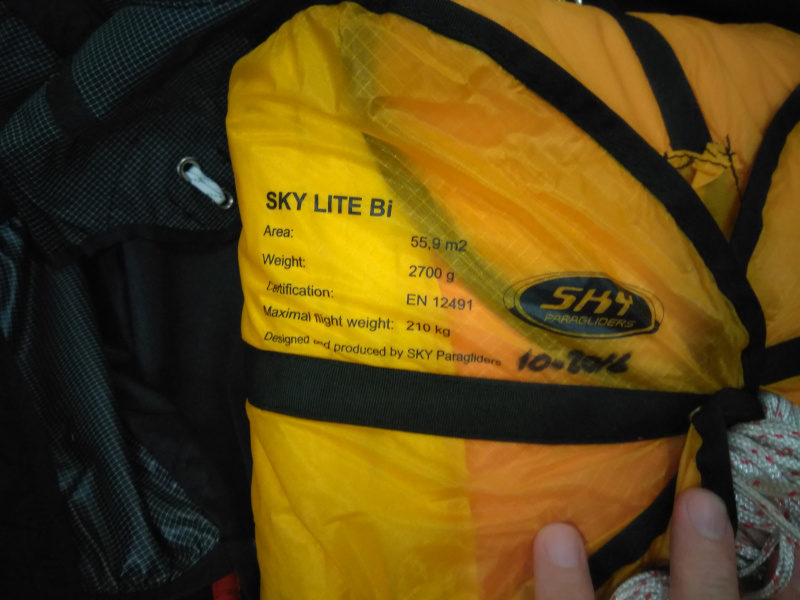 SKY LITE Bi
Area: 55,9 m2
Weight: 2700 g
Certification: EN 12491
Maximal flight weight: 210 kg
Designed and produced by SKY Paragliders
SKY
PARAGLIDERS
10-2016